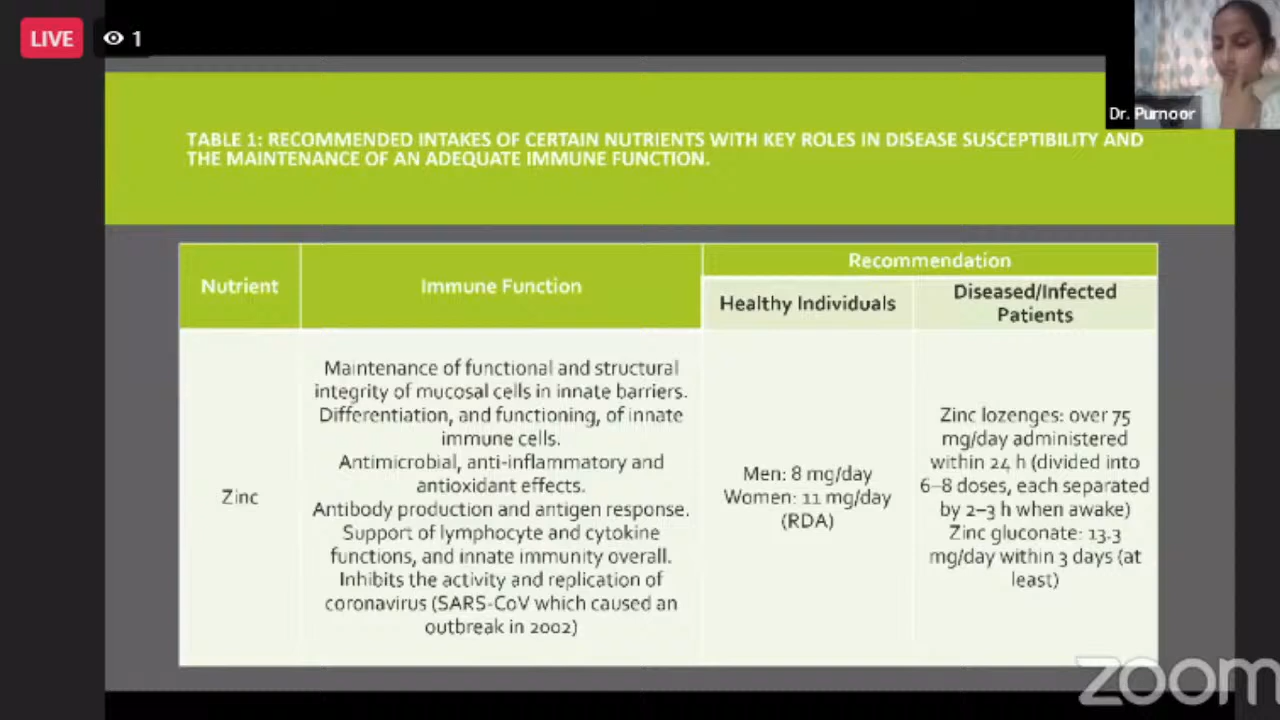 LIVE
1
Dr. Purnoor
TABLE 1: RECOMMENDED INTAKES OF CERTAIN NUTRIENTS WITH KEY ROLES IN DISEASE SUSCEPTIBILITY AND
THE MAINTENANCE OF AN ADEQUATE IMMUNE FUNCTION.
Nutrient
Immune Function
Recommendation
Healthy Individuals
Diseased/Infected
Patients
Zinc
Maintenance of functional and structural
integrity of mucosal cells in innate barriers.
Differentiation, and functioning, of innate
immune cells.
Antimicrobial, anti-inflammatory and
antioxidant effects.
Antibody production and antigen response.
Support of lymphocyte and cytokine
functions, and innate immunity overall.
Inhibits the activity and replication of
coronavirus (SARS-CoV which caused an
outbreak in 2002)
Men: 8 mg/day
Women: 11 mg/day
(RDA)
Zinc lozenges: over 75
mg/day administered
within 24 h (divided into
6–8 doses, each separated
by 2–3 h when awake)
Zinc gluconate: 13.3
mg/day within 3 days (at
least)
zoom